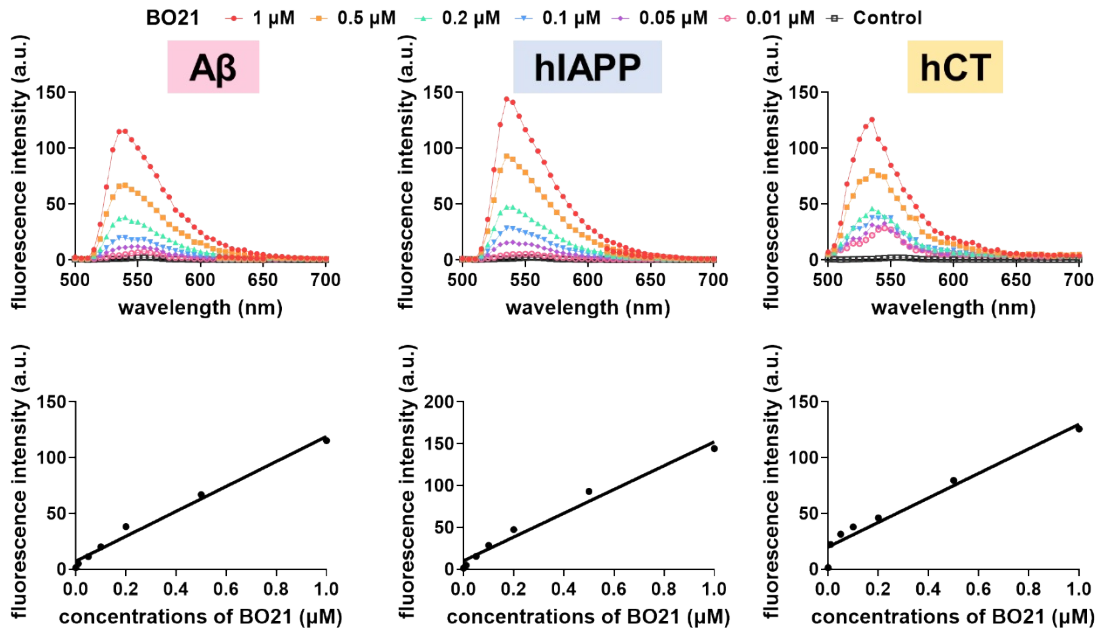 BO21 1 µM 0.5 µM 0.2 µM 0.1 µM 0.05 µM 0.01 µM Control
Aβ
fluorescence intensity (a.u.)
150
100
50
0
500 550 600 650 700
wavelength (nm)
hIAPP
fluorescence intensity (a.u.)
150
100
50
0
500 550 600 650 700
wavelength (nm)
hCT
fluorescence intensity (a.u.)
150
100
50
0
500 550 600 650 700
wavelength (nm)
fluorescence intensity (a.u.)
150
100
50
0
0.0 0.2 0.4 0.6 0.8 1.0
concentrations of BO21 (µM)
fluorescence intensity (a.u.)
200
150
100
50
0
0.0 0.2 0.4 0.6 0.8 1.0
concentrations of BO21 (µM)
fluorescence intensity (a.u.)
150
100
50
0
0.0 0.2 0.4 0.6 0.8 1.0
concentrations of BO21 (µM)